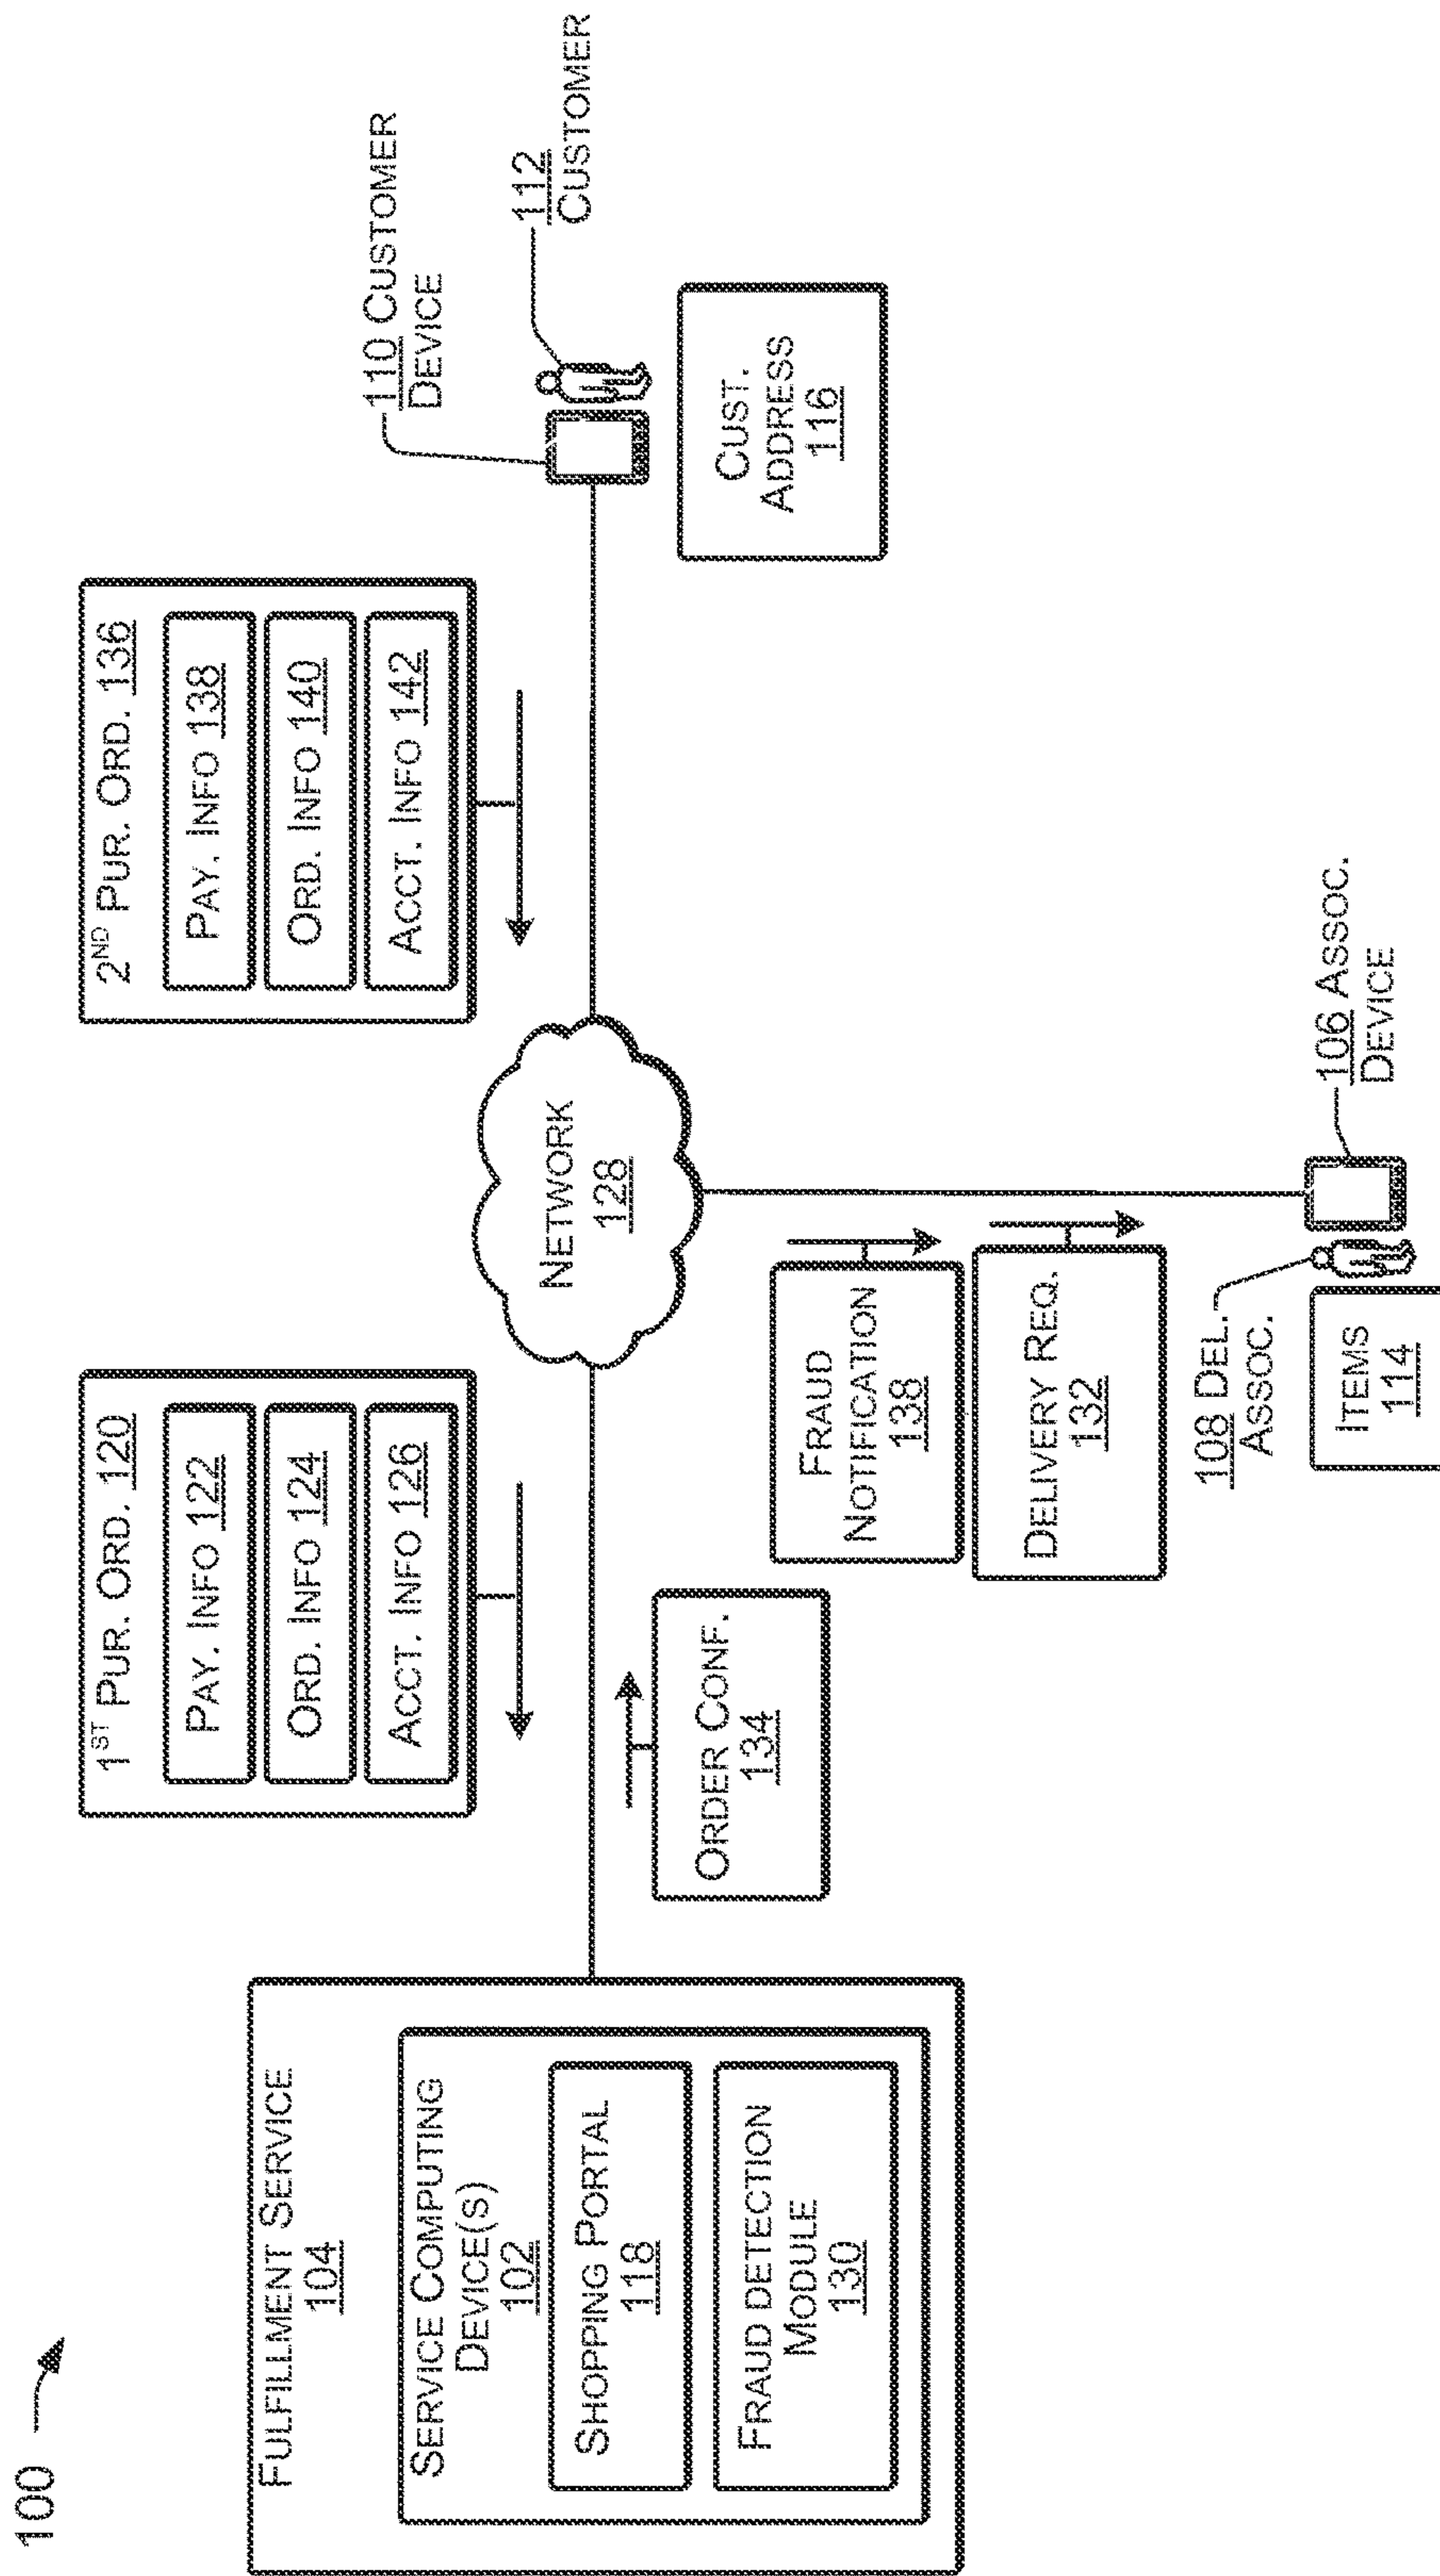 100
FULFILLMENT SERVICE
104
SERVICE COMPUTING
DEVICE(S)
102
SHOPPING PORTAL
118
FRAUD DETECTION
MODULE
130
1ST PUR. ORD. 120
PAY. INFO 122
ORD. INFO 124
ACCT. INFO 126
ORDER CONF.
134
NETWORK
128
2ND PUR. ORD. 136
PAY. INFO 138
ORD. INFO 140
ACCT. INFO 142
110 CUSTOMER
DEVICE
112
CUSTOMER
CUST.
ADDRESS
116
FRAUD
NOTIFICATION
138
DELIVERY REQ.
132
108 DEL.
ASSOC.
106 ASSOC.
DEVICE
ITEMS
114